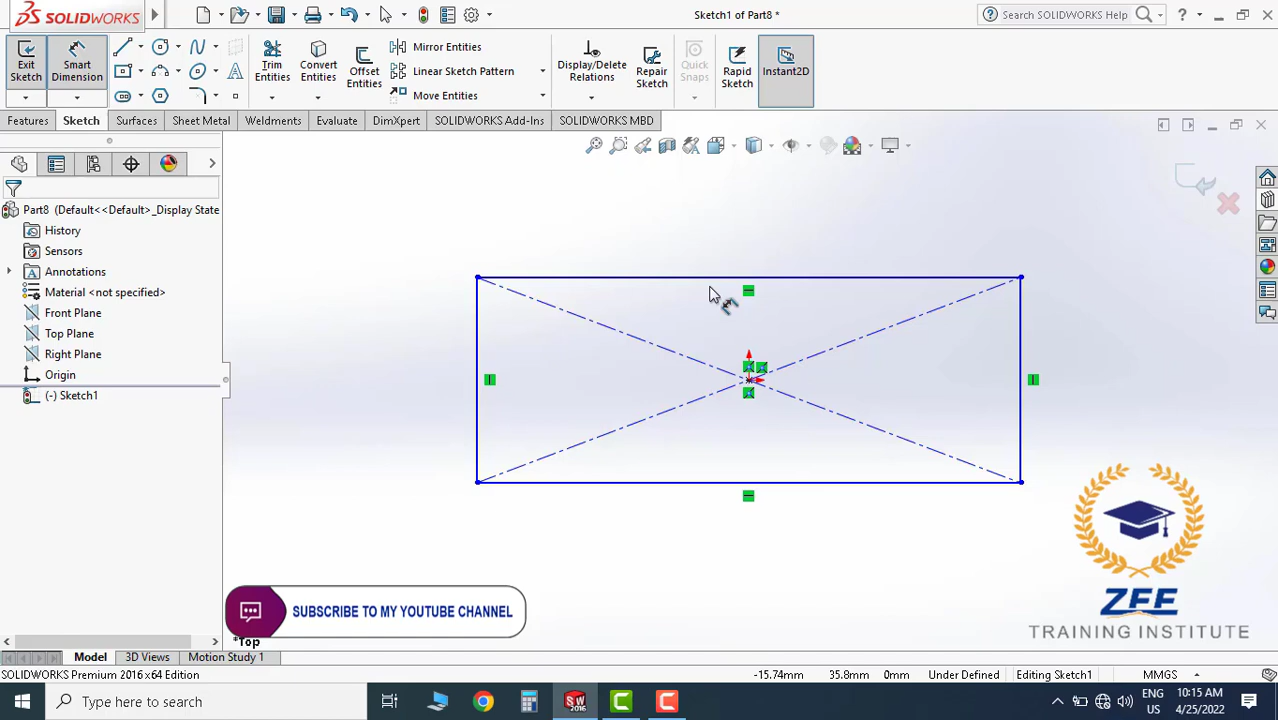 DS SOLIDWORKS
Sketch1 of Part8 *
Search SOLIDWORKS Help
Exit Sketch
Smart Dimension
Trim Entities
Convert Entities
Offset Entities
Mirror Entities
Linear Sketch Pattern
Move Entities
Display/Delete Relations
Repair Sketch
Quick Snaps
Rapid Sketch
Instant2D
Features
Sketch
Surfaces
Sheet Metal
Weldments
Evaluate
DimXpert
SOLIDWORKS Add-Ins
SOLIDWORKS MBD
Part8 (Default<<Default>_Display State
History
Sensors
Annotations
Material <not specified>
Front Plane
Top Plane
Right Plane
Origin
(-) Sketch1
SUBSCRIBE TO MY YOUTUBE CHANNEL
ZFE
TRAINING INSTITUTE
*Top
Model
3D Views
Motion Study 1
SOLIDWORKS Premium 2016 x64 Edition
-15.74mm
35.8mm
0mm
Under Defined
Editing Sketch1
MMGS
Type here to search
SW
2016
ENG
US
10:15 AM
4/25/2022